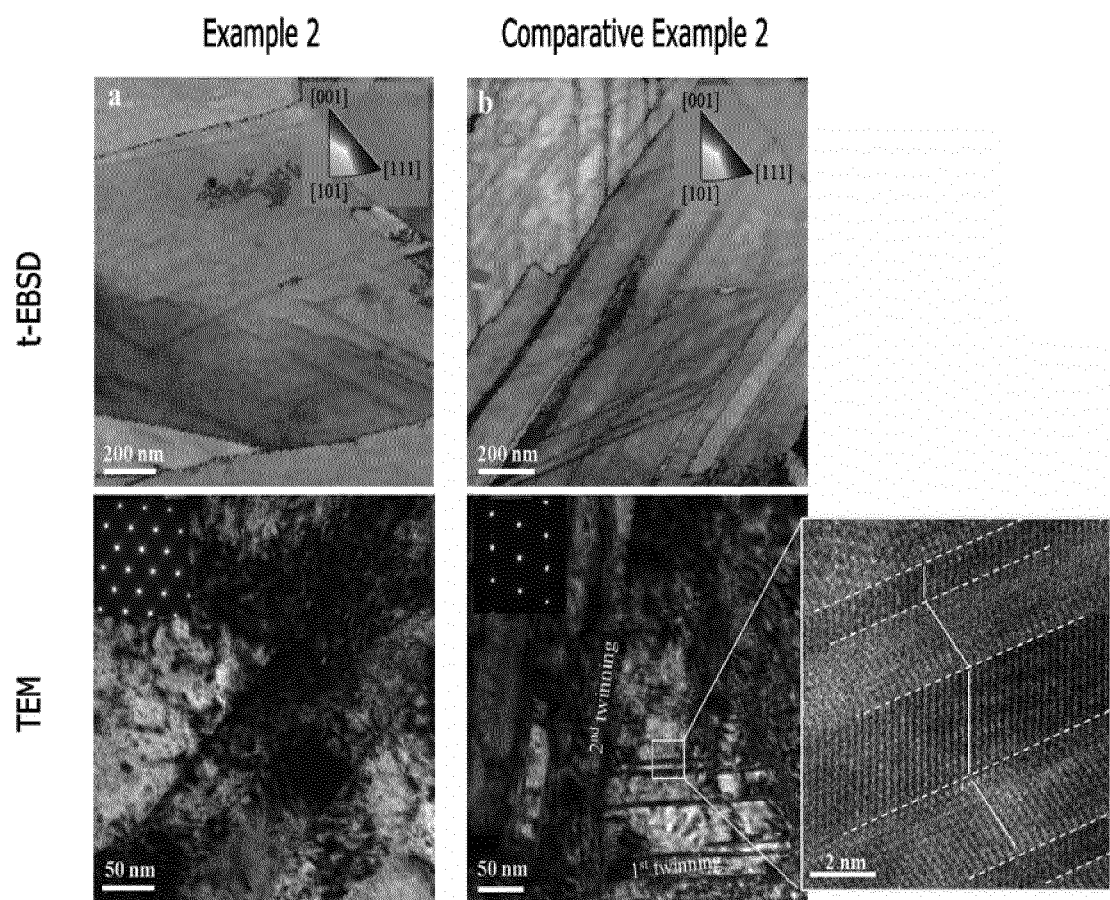 Example 2
Comparative Example 2
t-EBSD
a
[001]
[111]
[101]
200 nm
b
[001]
[111]
[101]
200 nm
TEM
50 nm
2nd twinning
1st twinning
50 nm
2 nm